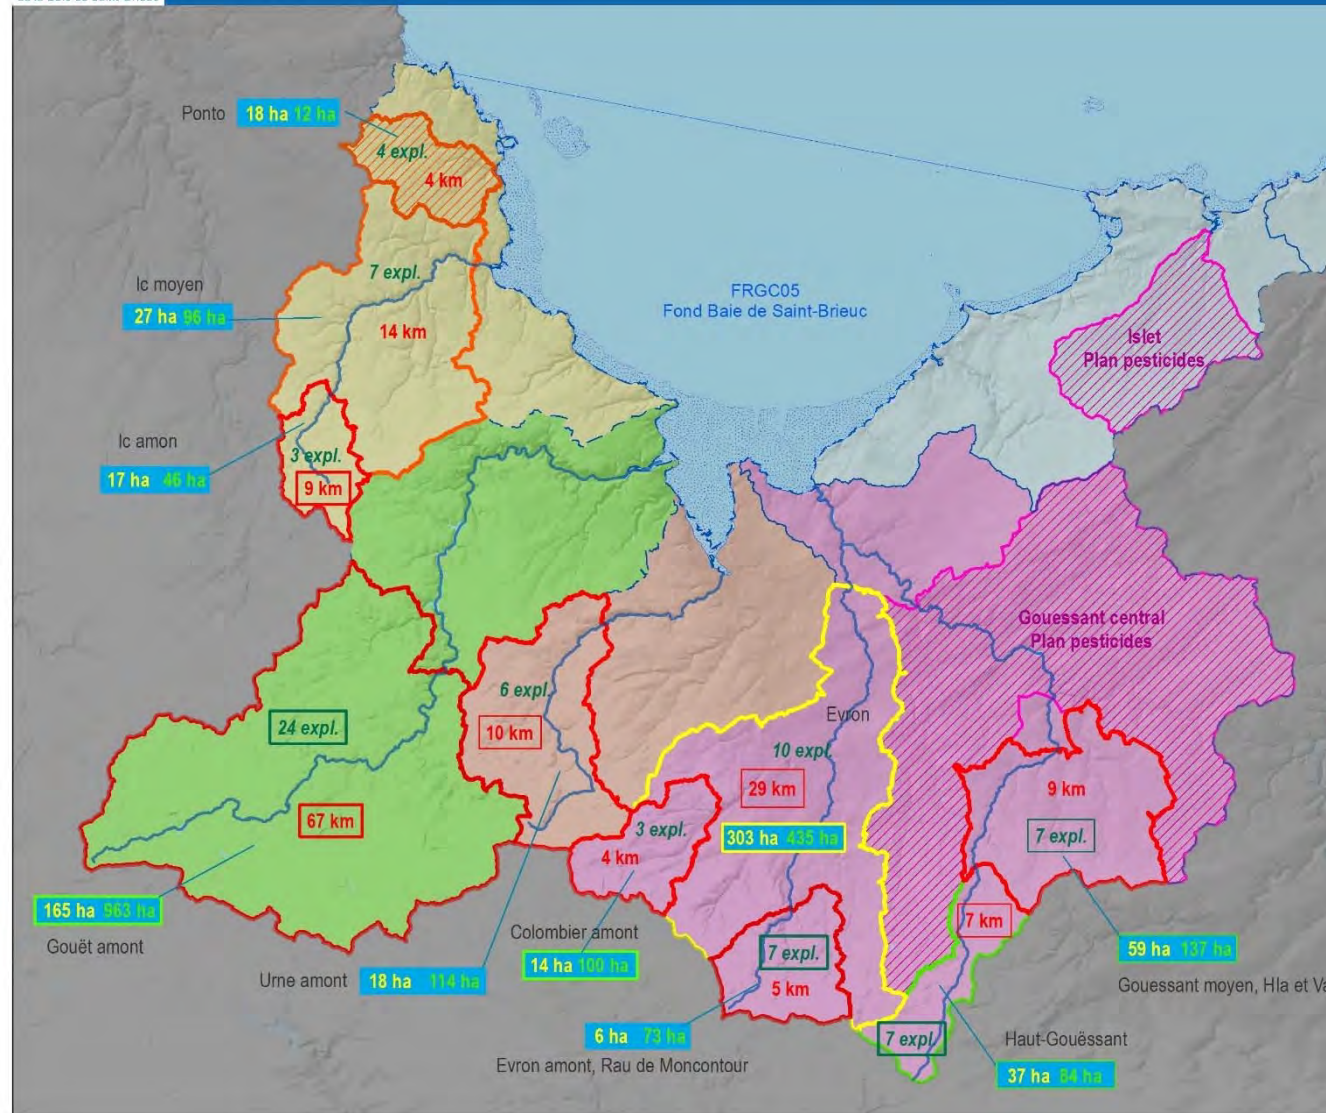 Ponto
18 ha 12 ha
4 expl.
4 km
Ic moyen
27 ha 96 ha
7 expl.
14 km
FRGC05
Fond Baie de Saint-Brieuc
Islet
Plan pesticides
Ic amon
17 ha 46 ha
3 expl.
9 km
Gouessant central
Plan pesticides
24 expl.
67 km
6 expl.
10 km
Evron
10 expl.
29 km
303 ha 435 ha
9 km
7 expl.
3 expl.
4 km
165 ha 963 ha
Gouët amont
7 km
Colombier amont
14 ha 100 ha
59 ha 137 ha
Gouessant moyen, Hla et Va
Urne amont
18 ha 114 ha
7 expl.
5 km
6 ha 73 ha
Evron amont, Rau de Moncontour
7 expl.
Haut-Gouëssant
37 ha 84 ha